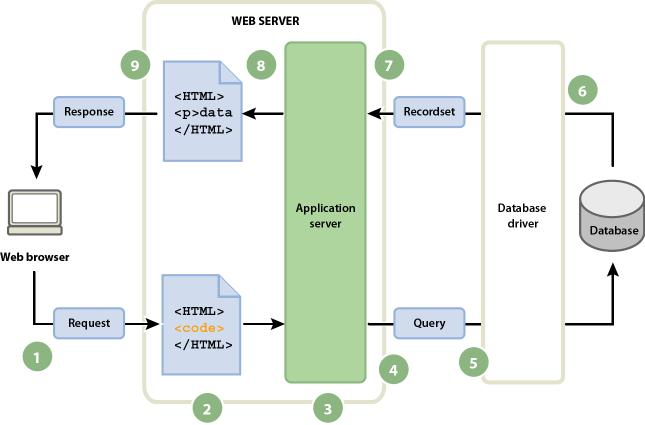 WEB SERVER
9
8
7
6
<HTML>
<p>data
</HTML>
Response
Recordset
Application
server
Database
driver
Database
Web browser
<HTML>
<code>
</HTML>
Request
Query
1
2
3
4
5